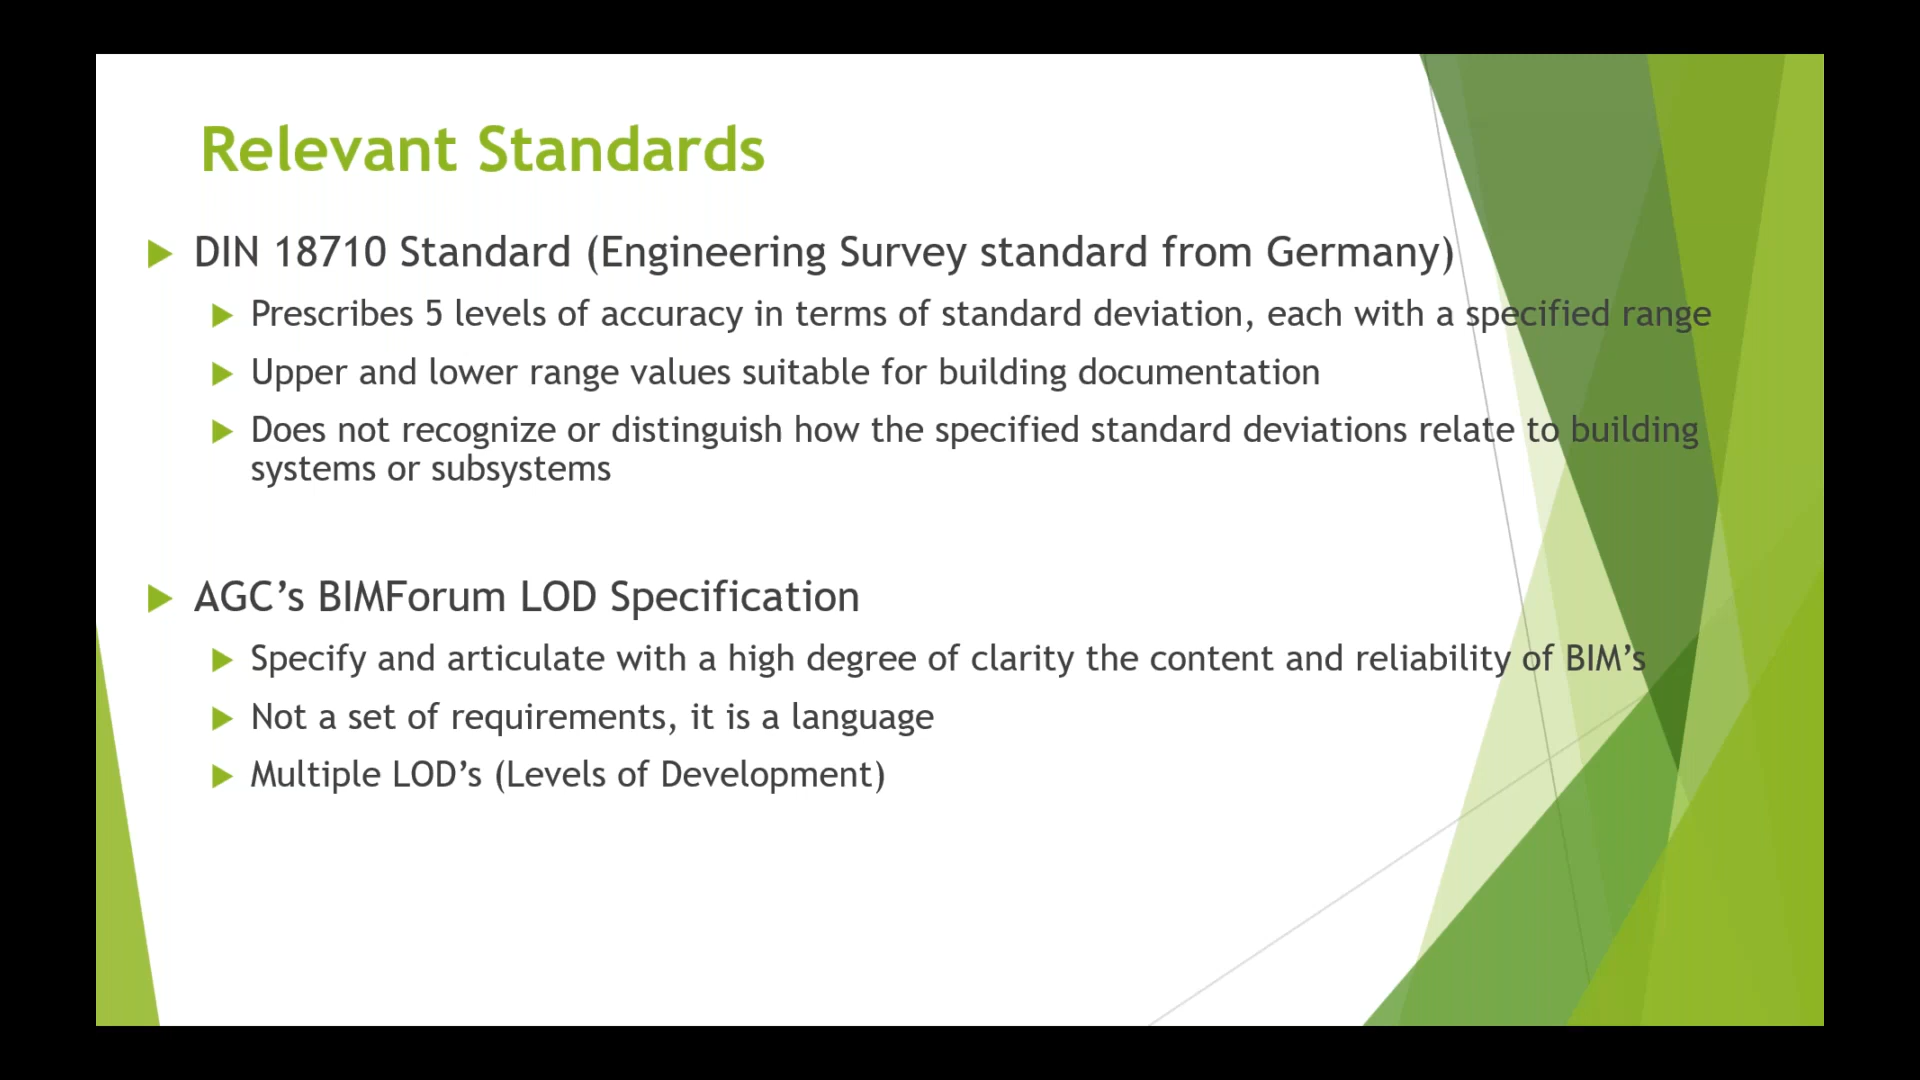 Relevant Standards
DIN 18710 Standard (Engineering Survey standard from Germany)
Prescribes 5 levels of accuracy in terms of standard deviation, each with a specified range
Upper and lower range values suitable for building documentation
Does not recognize or distinguish how the specified standard deviations relate to building
systems or subsystems
AGC’s BIMForum LOD Specification
Specify and articulate with a high degree of clarity the content and reliability of BIM’s
Not a set of requirements, it is a language
Multiple LOD’s (Levels of Development)